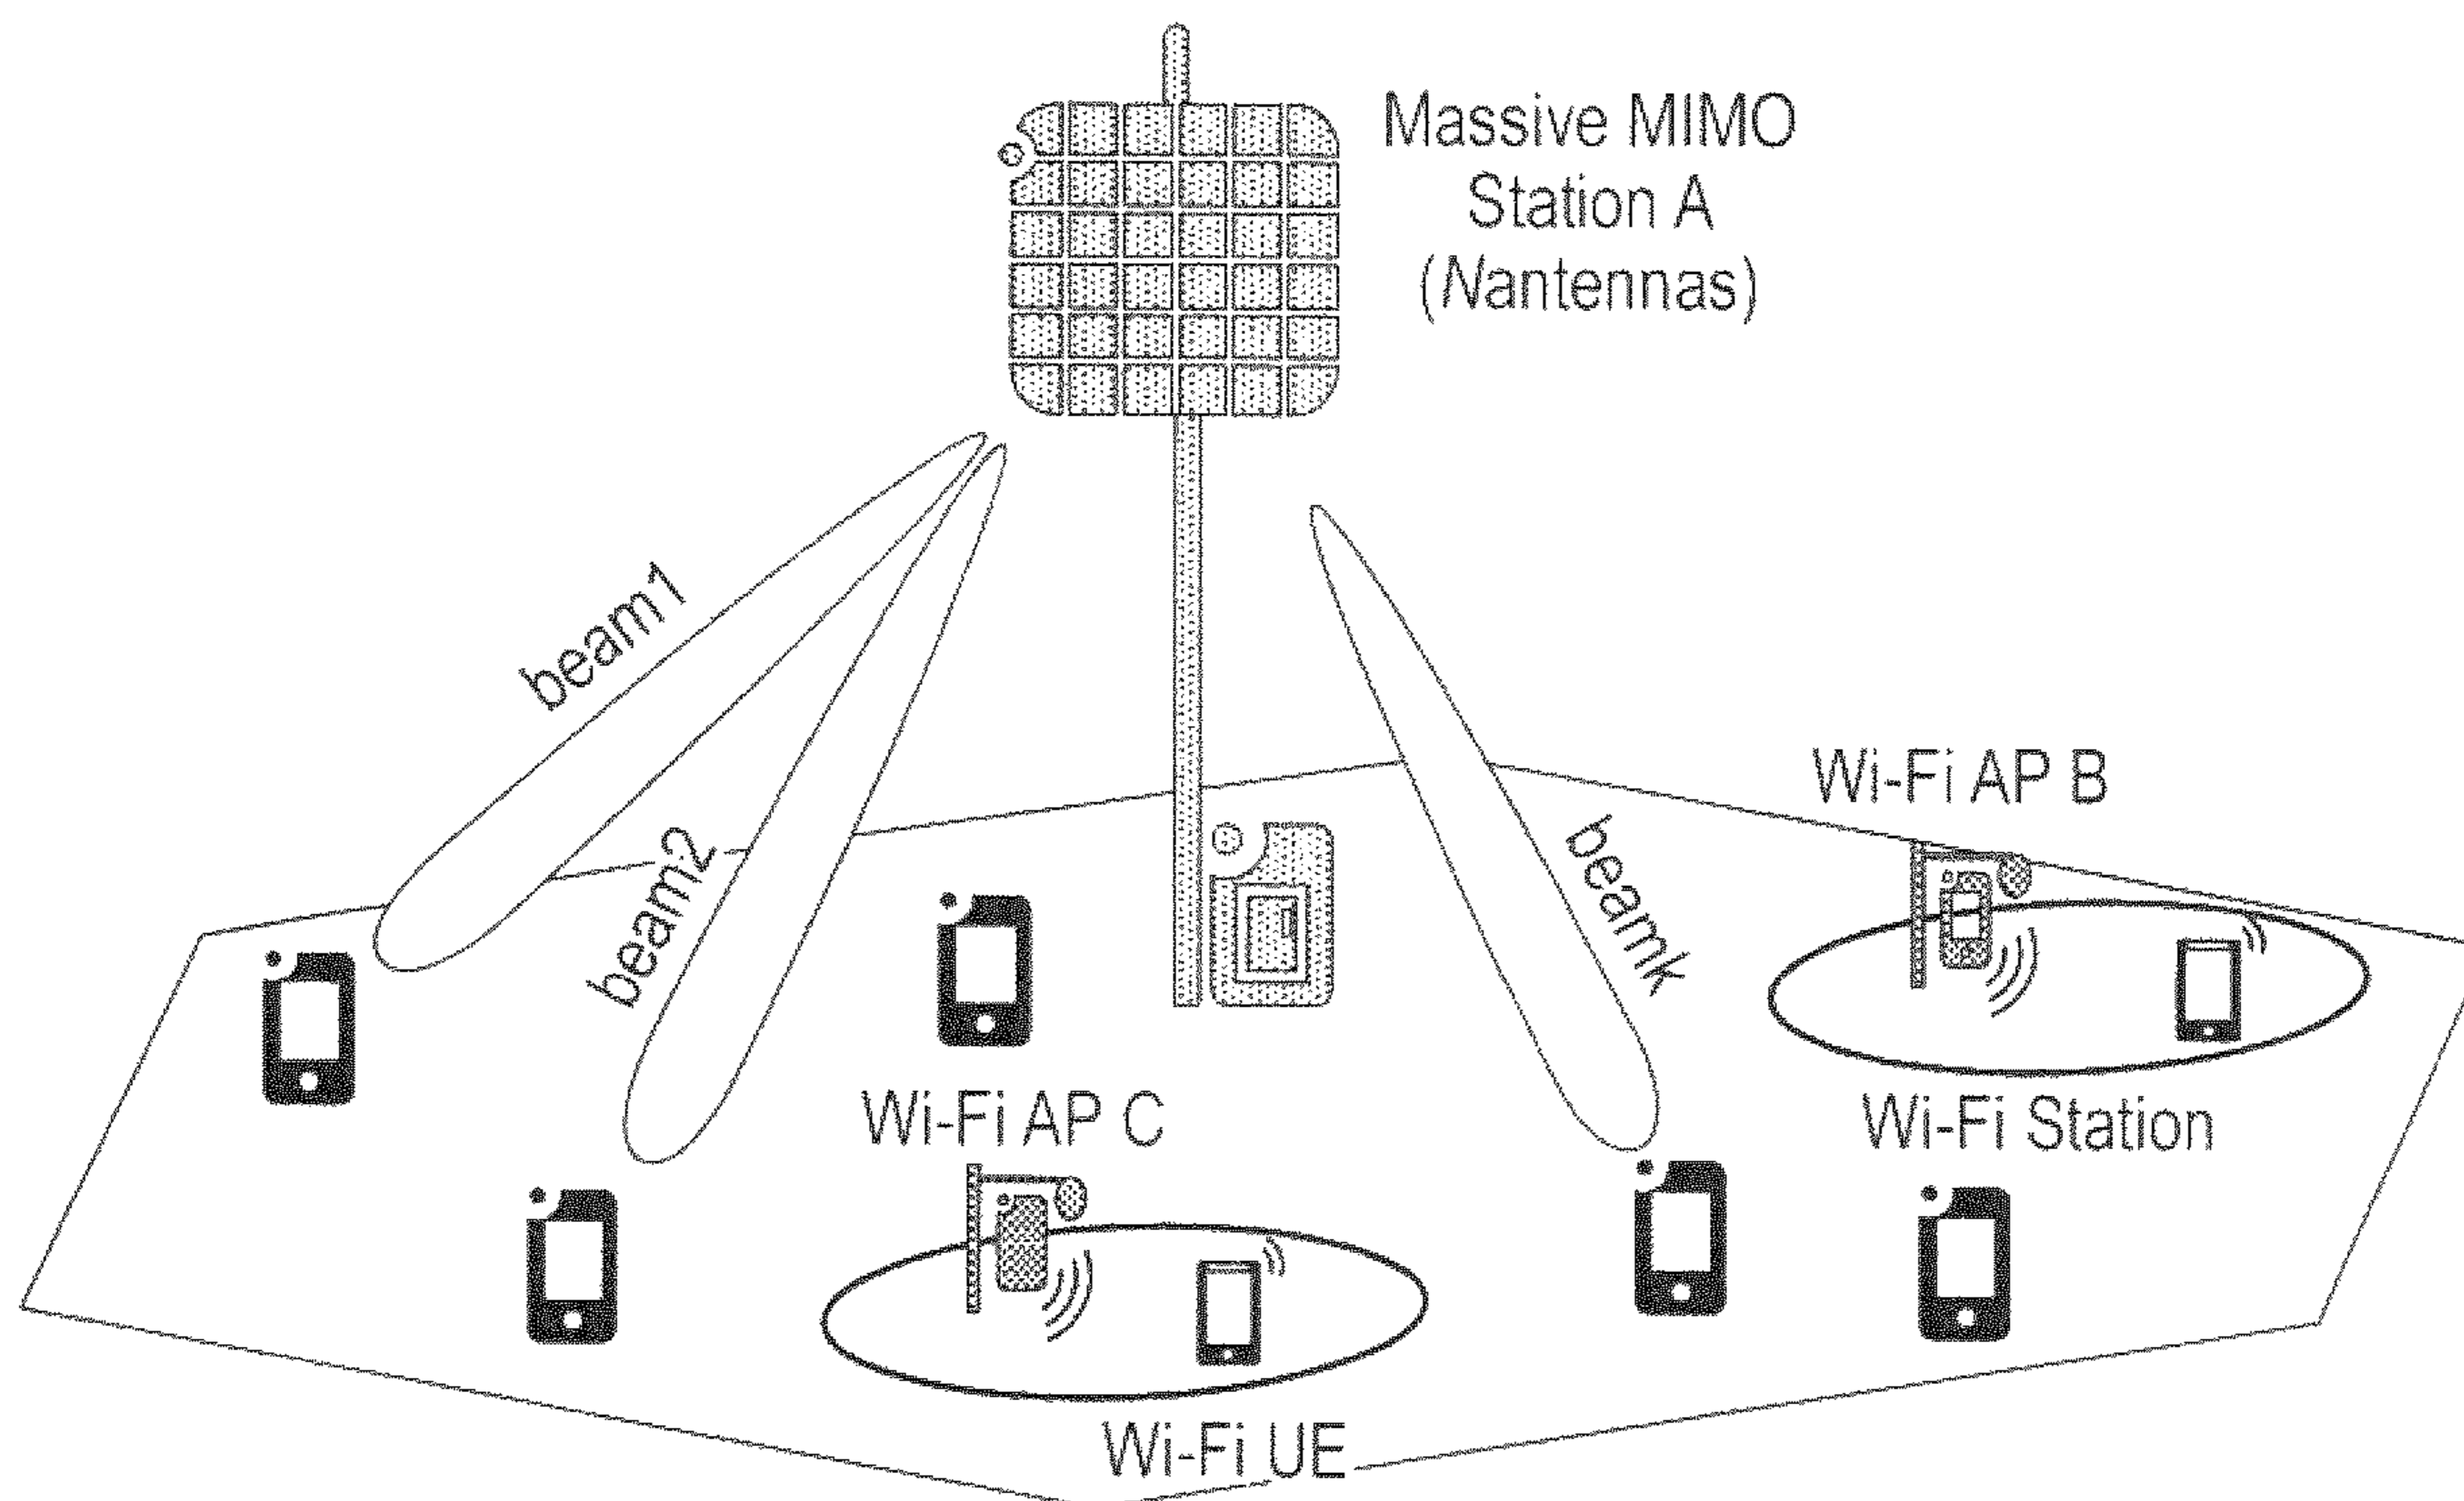 Massive MIMO
Station A
(Nantennas)
beam1
beam2
beamk
Wi-Fi AP B
Wi-Fi AP C
Wi-Fi Station
Wi-Fi UE